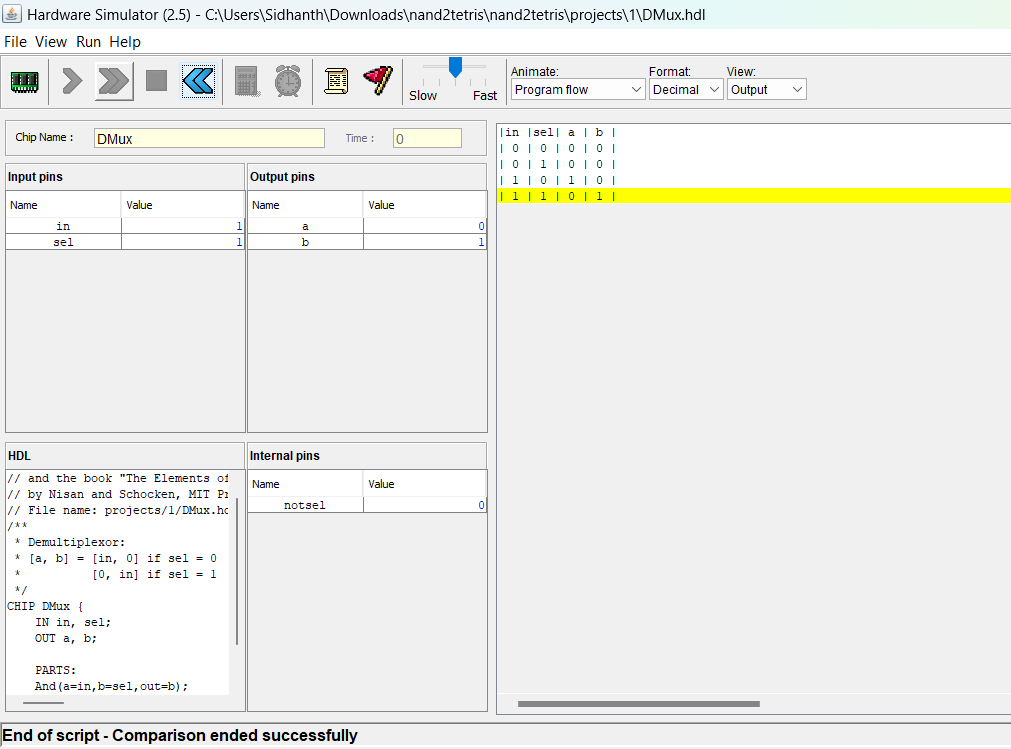 Hardware Simulator (2.5) - C:\Users\Sidhanth\Downloads\nand2tetris\nand2tetris\projects\1\DMux.hdl
File View Run Help
Slow Fast
Animate: Format: View:
Program flow Decimal Output
Chip Name : DMux Time : 0
Input pins
Name Value
in 1
sel 1
Output pins
Name Value
a 0
b 1
HDL
// and the book "The Elements of
// by Nisan and Schocken, MIT Pr
// File name: projects/1/DMux.hd
/**
* Demultiplexor:
* [a, b] = [in, 0] if sel = 0
* [0, in] if sel = 1
*/
CHIP DMux {
IN in, sel;
OUT a, b;
PARTS:
And(a=in,b=sel,out=b);
Internal pins
Name Value
notsel 0
|in |sel| a | b |
| 0 | 0 | 0 | 0 |
| 0 | 1 | 0 | 0 |
| 1 | 0 | 1 | 0 |
| 1 | 1 | 0 | 1 |
End of script - Comparison ended successfully